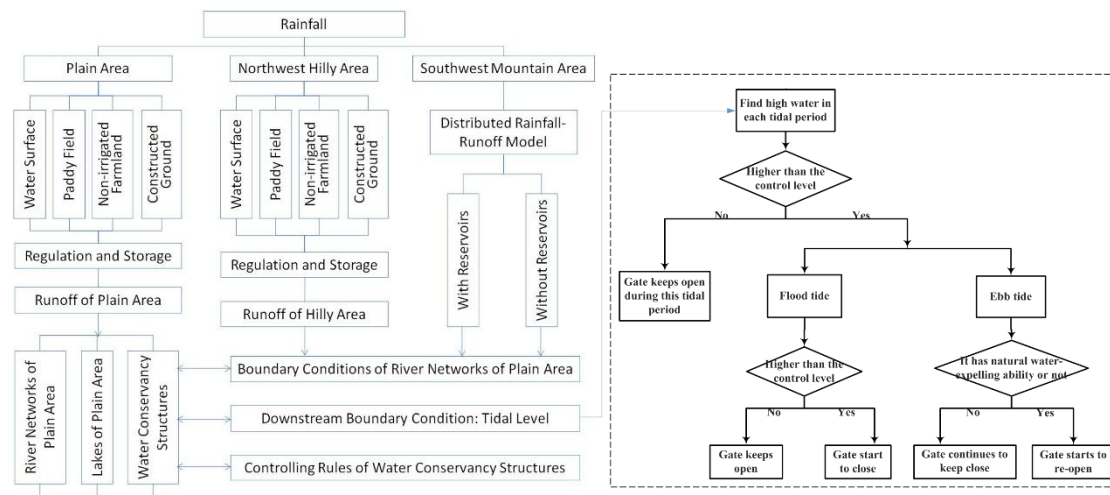 Rainfall
Plain Area
Northwest Hilly Area
Southwest Mountain Area
Water Surface
Paddy Field
Non-irrigated
Farmland
Constructed
Ground
Water Surface
Paddy Field
Non-irrigated
Farmland
Constructed
Ground
Distributed Rainfall-
Runoff Model
Regulation and Storage
Regulation and Storage
With Reservoirs
Without Reservoirs
Runoff of Plain Area
Runoff of Hilly Area
River Networks of
Plain Area
Lakes of Plain Area
Water Conservancy
Structures
Boundary Conditions of River Networks of Plain Area
Downstream Boundary Condition: Tidal Level
Controlling Rules of Water Conservancy Structures
Find high water in
each tidal period
Higher than the
control level
No
Yes
Gate keeps open
during this tidal
period
Flood tide
Ebb tide
Higher than the
control level
It has natural water-
expelling ability or not
No
Yes
No
Yes
Gate keeps
open
Gate start
to close
Gate continues to
keep close
Gate starts to
re-open